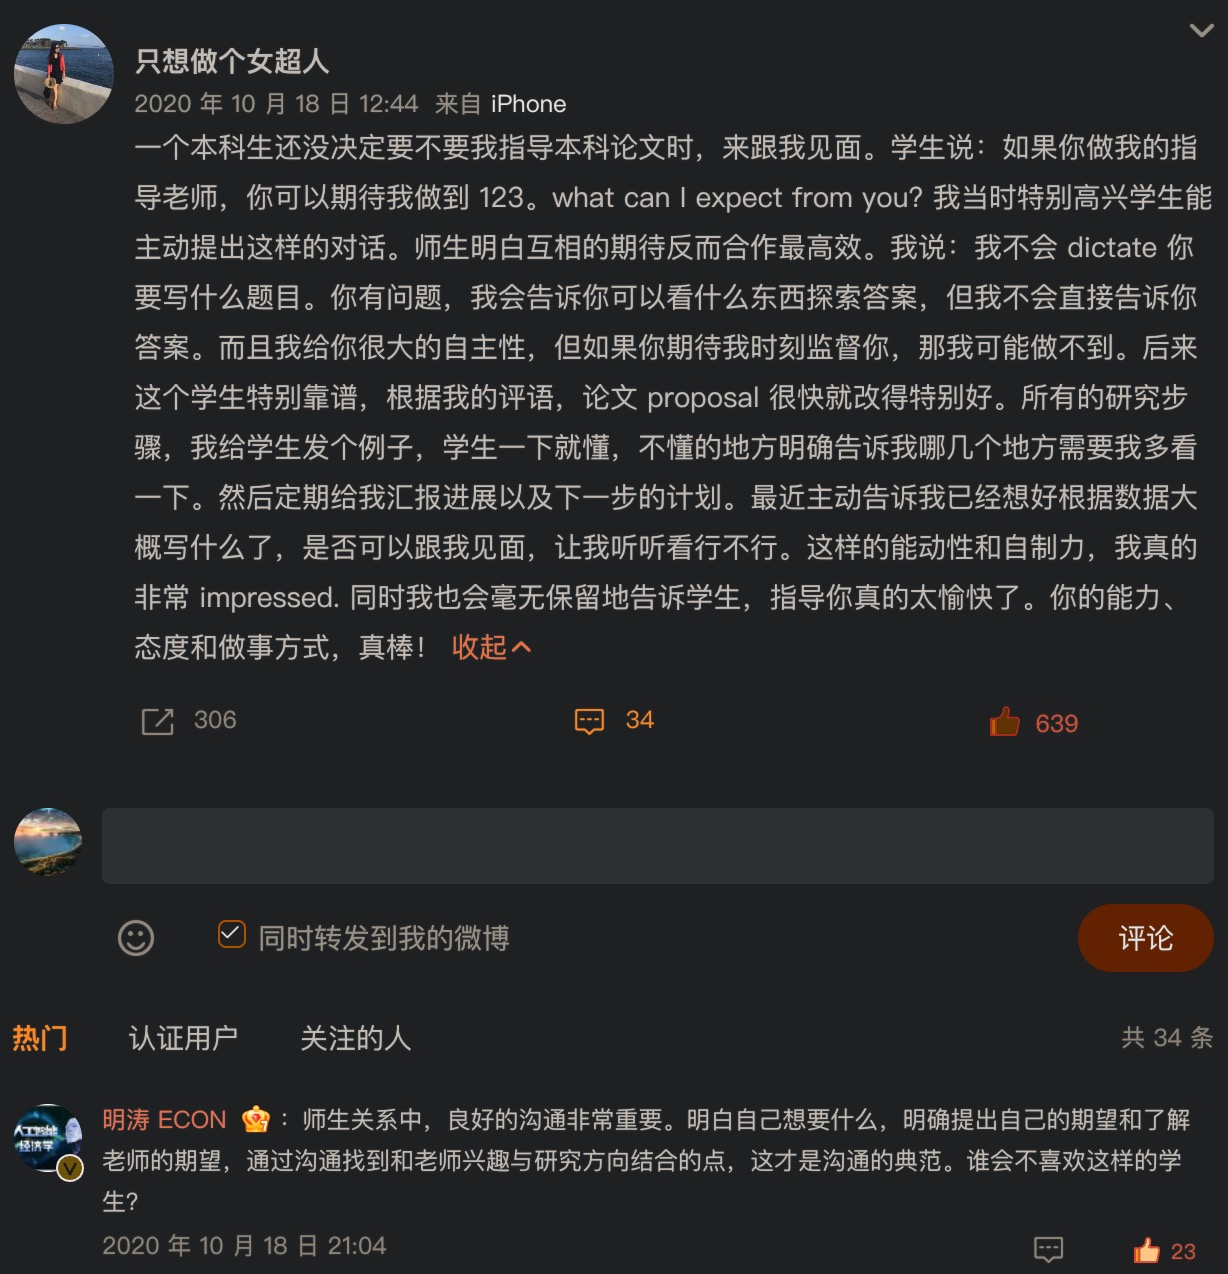 只想做个女超人
2020 年 10 月 18 日 12:44 来自 iPhone
一个本科生还没决定要不要我指导本科论文时，来跟我见面。学生说：如果你做我的指
导老师，你可以期待我做到 123。what can I expect from you? 我当时特别高兴学生能
主动提出这样的对话。师生明白互相的期待反而合作最高效。我说：我不会 dictate 你
要写什么题目。你有问题，我会告诉你可以看什么东西探索答案，但我不会直接告诉你
答案。而且我给你很大的自主性，但如果你期待我时刻监督你，那我可能做不到。后来
这个学生特别靠谱，根据我的评语，论文 proposal 很快就改得特别好。所有的研究步
骤，我给学生发个例子，学生一下就懂，不懂的地方明确告诉我哪几个地方需要我多看
一下。然后定期给我汇报进展以及下一步的计划。最近主动告诉我已经想好根据数据大
概写什么了，是否可以跟我见面，让我听听看行不行。这样的能动性和自制力，我真的
非常 impressed. 同时我也会毫无保留地告诉学生，指导你真的太愉快了。你的能力、
态度和做事方式，真棒！ 收起
306 34 639
同时转发到我的微博 评论
热门 认证用户 关注的人 共 34 条
人工智能
经济学
明涛 ECON ：师生关系中，良好的沟通非常重要。明白自己想要什么，明确提出自己的期望和了解
老师的期望，通过沟通找到和老师兴趣与研究方向结合的点，这才是沟通的典范。谁会不喜欢这样的学
生？
2020 年 10 月 18 日 21:04 23